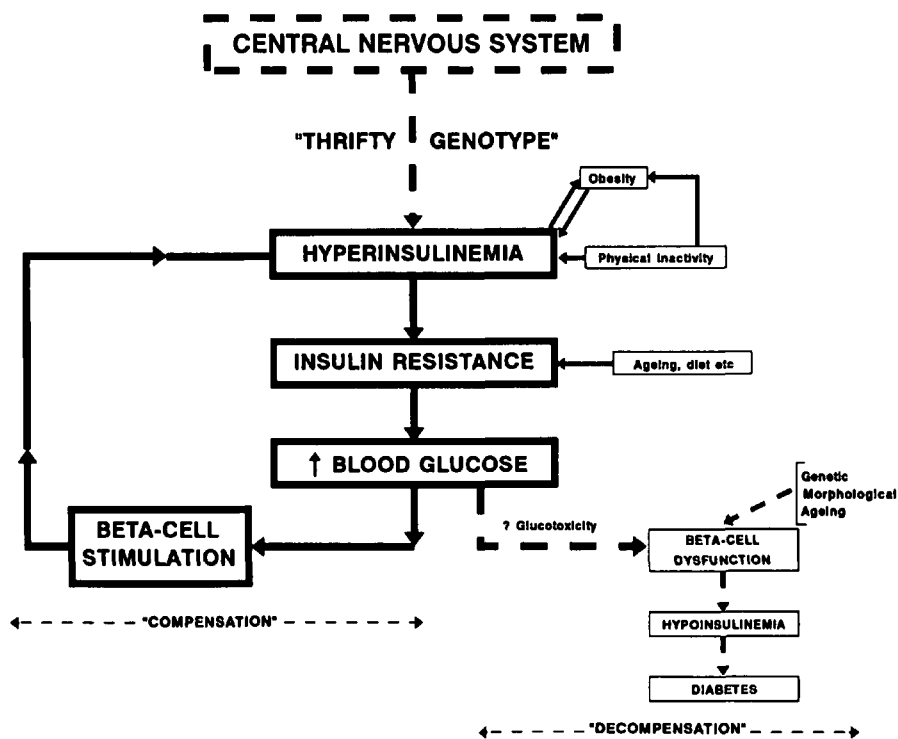 CENTRAL NERVOUS SYSTEM
"THRIFTY GENOTYPE"
Obesity
HYPERINSULINEMIA
Physical Inactivity
INSULIN RESISTANCE
Ageing, diet etc
↑ BLOOD GLUCOSE
Genetic
Morphological
Ageing
? Glucotoxicity
BETA-CELL
STIMULATION
BETA-CELL
DYSFUNCTION
"COMPENSATION"
HYPOINSULINEMIA
DIABETES
"DECOMPENSATION"